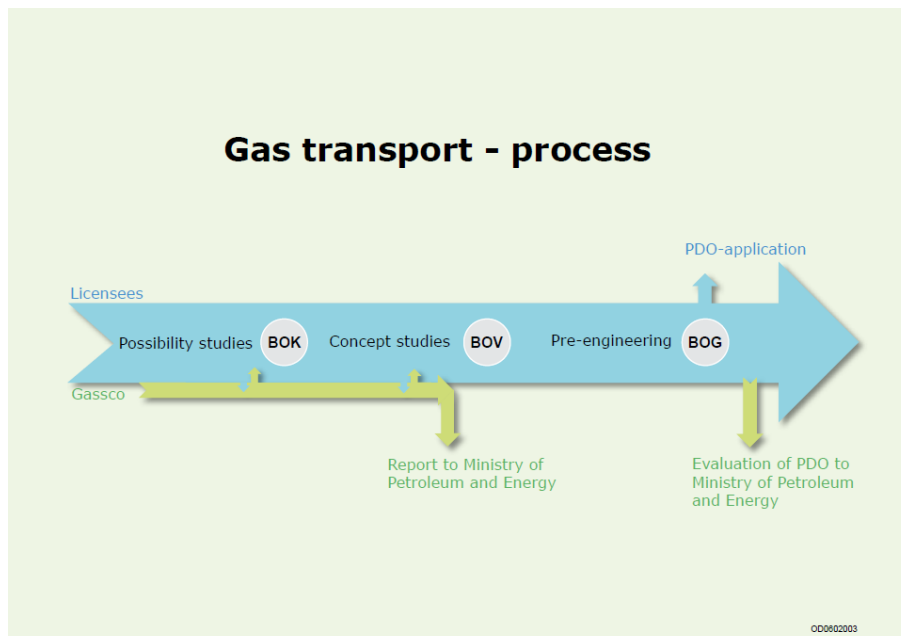 Gas transport - process
PDO-application
Licensees
Possibility studies
BOK
Concept studies
BOV
Pre-engineering
BOG
Gassco
Report to Ministry of
Petroleum and Energy
Evaluation of PDO to
Ministry of Petroleum
and Energy
OD0602003